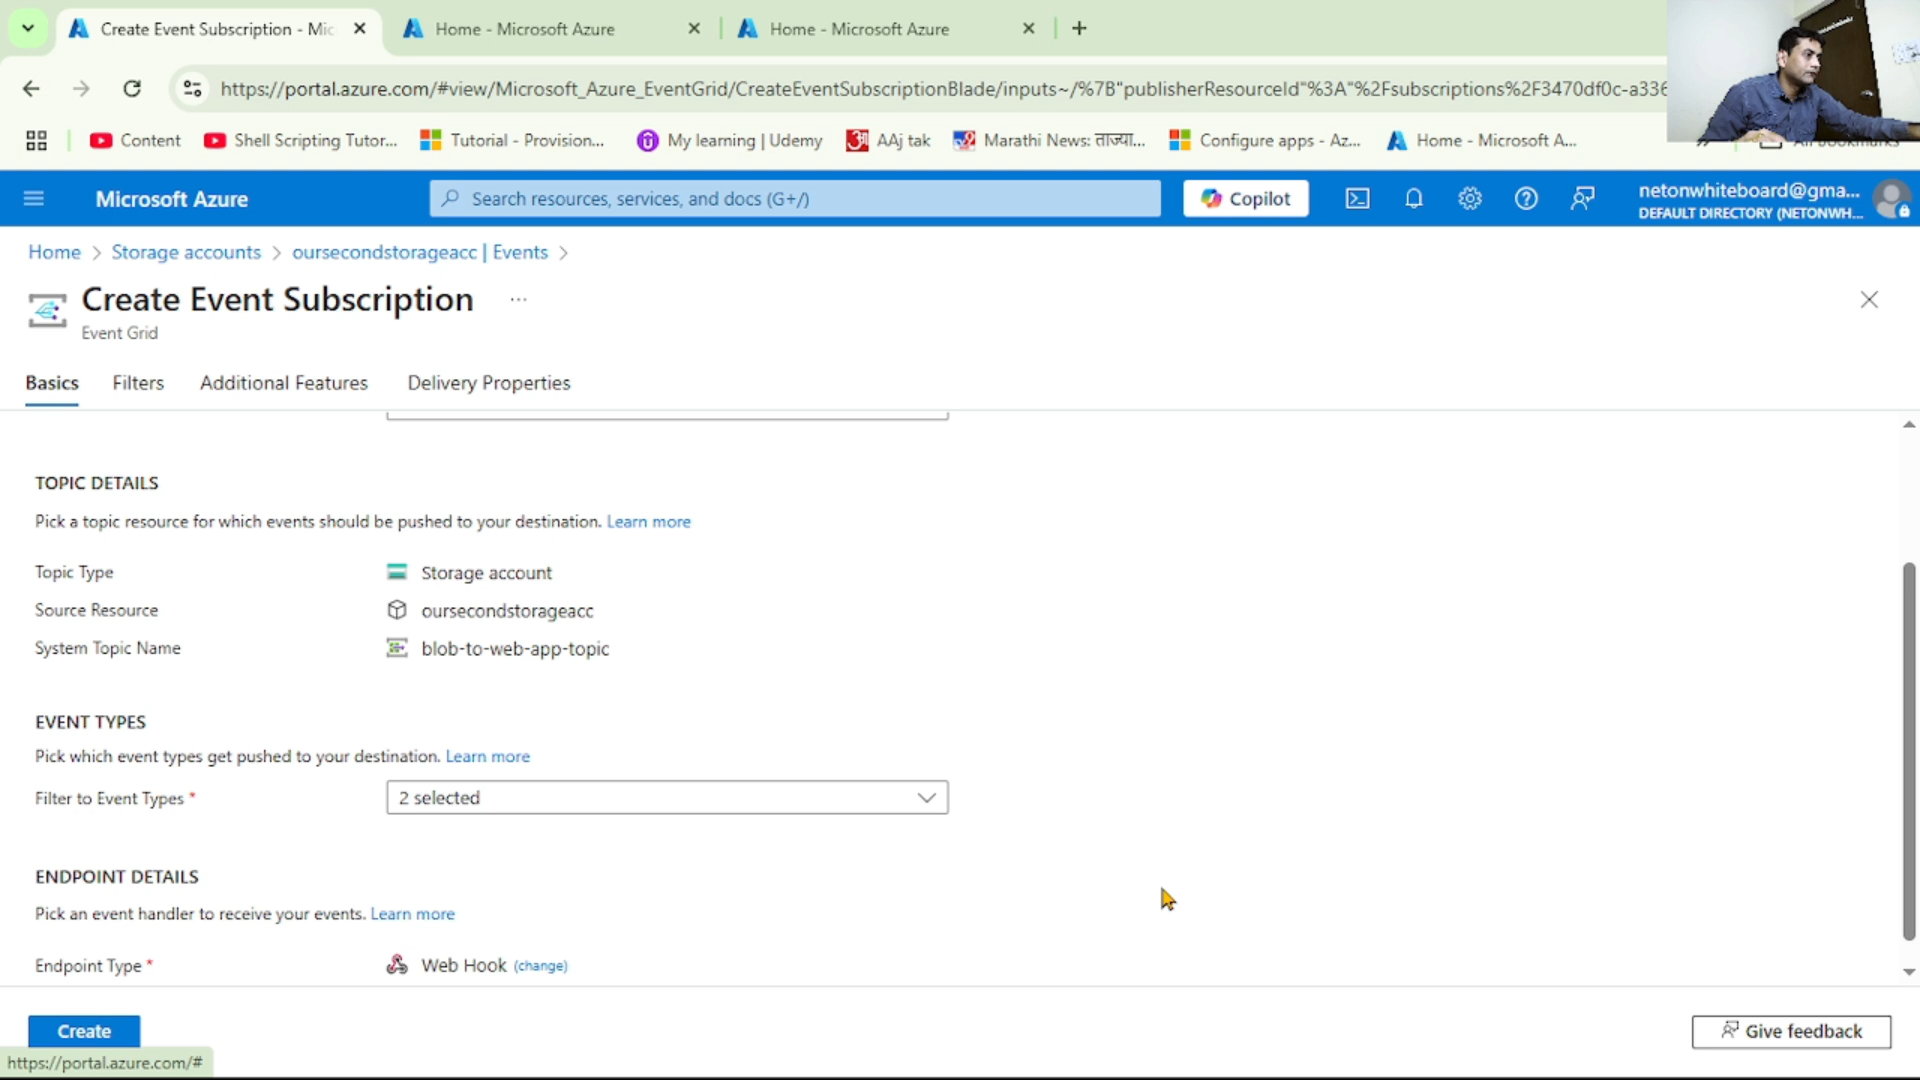 Create Event Subscription - Mic
Home - Microsoft Azure
Home - Microsoft Azure
https://portal.azure.com/#view/Microsoft_Azure_EventGrid/CreateEventSubscriptionBlade/inputs~/%7B"publisherResourceId"%3A"%2Fsubscriptions%2F3470df0c-a336
Content
Shell Scripting Tutor...
Tutorial - Provision...
My learning | Udemy
AAj tak
Marathi News: ताज्या...
Configure apps - Az...
Home - Microsoft A...
All Bookmarks
Microsoft Azure
Search resources, services, and docs (G+/)
Copilot
netonwhiteboard@gma...
DEFAULT DIRECTORY (NETONWH...
Home > Storage accounts > oursecondstorageacc | Events >
Create Event Subscription ...
Event Grid
Basics
Filters
Additional Features
Delivery Properties
TOPIC DETAILS
Pick a topic resource for which events should be pushed to your destination. Learn more
Topic Type
Storage account
Source Resource
oursecondstorageacc
System Topic Name
blob-to-web-app-topic
EVENT TYPES
Pick which event types get pushed to your destination. Learn more
Filter to Event Types *
2 selected
ENDPOINT DETAILS
Pick an event handler to receive your events. Learn more
Endpoint Type *
Web Hook (change)
Create
Give feedback
https://portal.azure.com/#